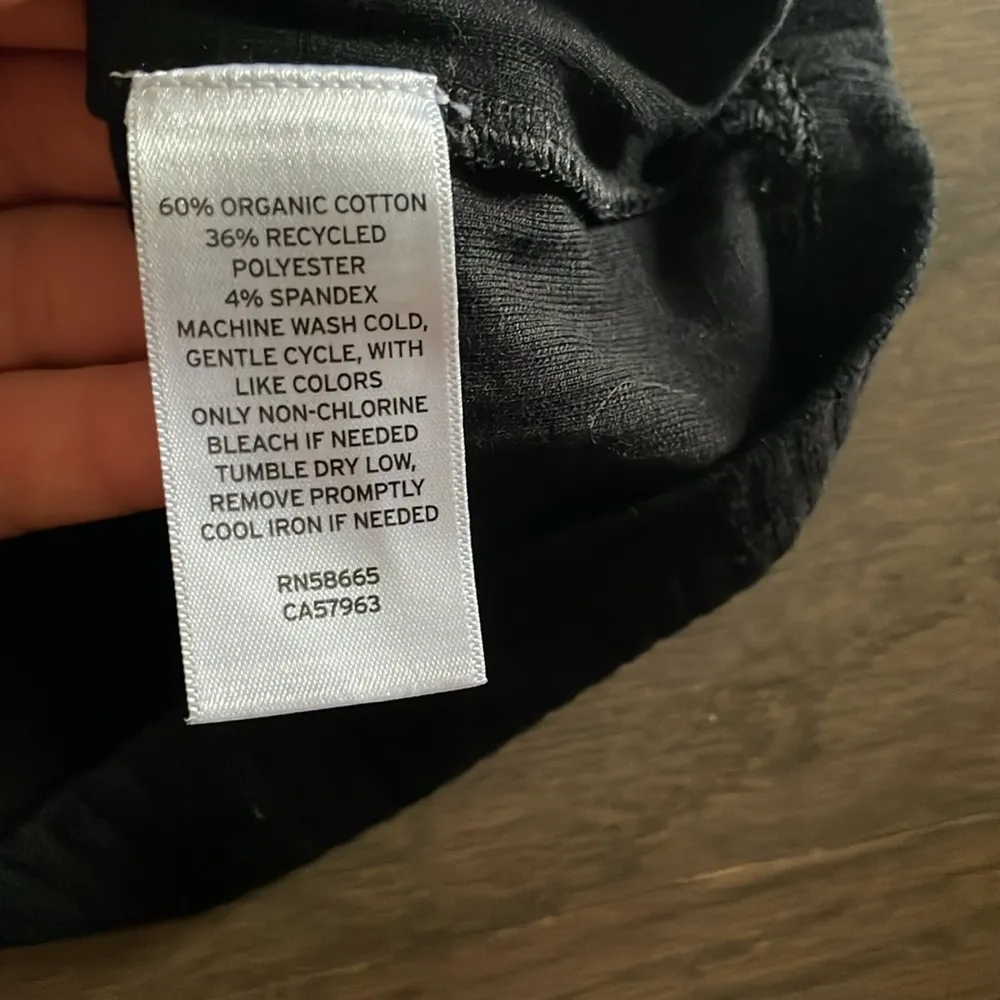 60% ORGANIC COTTON
36% RECYCLED
POLYESTER
4% SPANDEX
MACHINE WASH COLD,
GENTLE CYCLE, WITH
LIKE COLORS
ONLY NON-CHLORINE
BLEACH IF NEEDED
TUMBLE DRY LOW,
REMOVE PROMPTLY
COOL IRON IF NEEDED
RN58665
CA57963